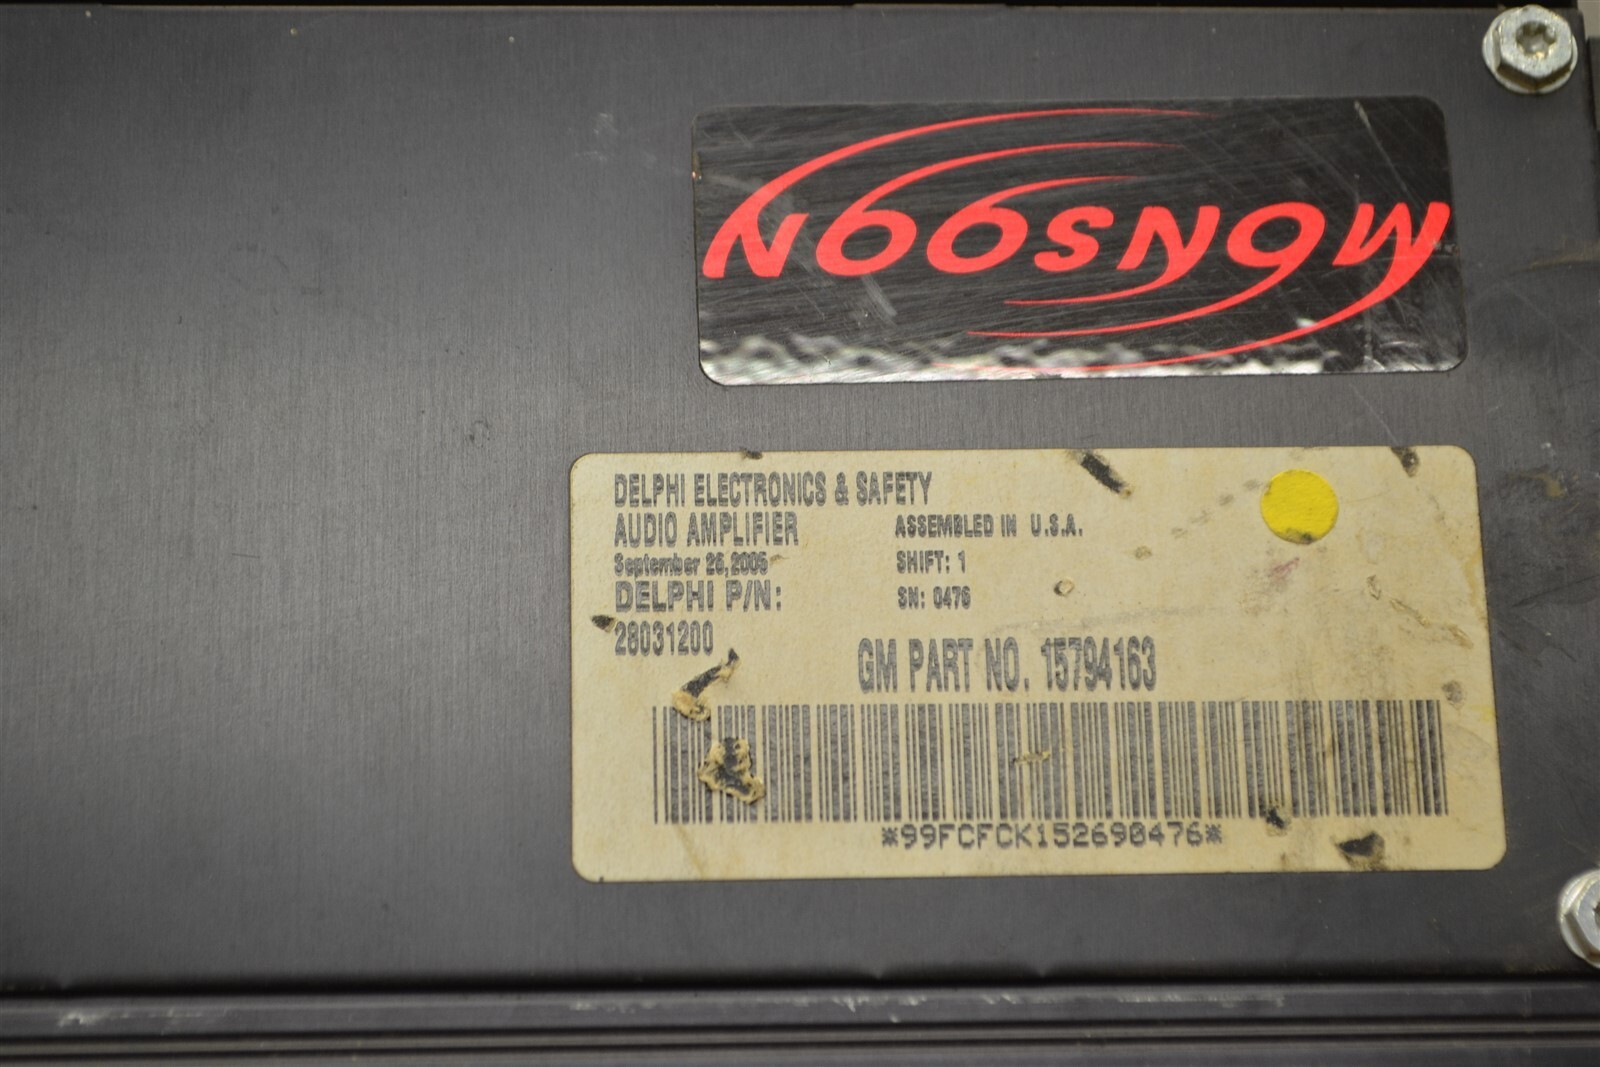 MONSOON
DELPHI ELECTRONICS & SAFETY
AUDIO AMPLIFIER
ASSEMBLED IN U.S.A.
September 26,2005
SHIFT: 1
DELPHI P/N:
SN: 0476
28031200
GM PART NO. 15794163
*99FCFCK152690476*